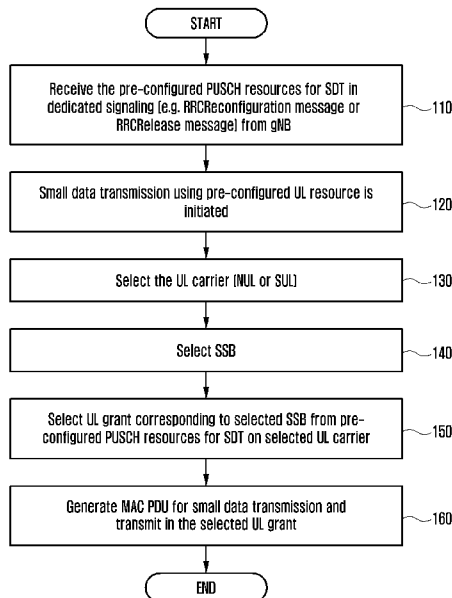 START
Receive the pre-configured PUSCH resources for SDT in
dedicated signaling (e.g. RRCReconfiguration message or
RRCRelease message) from gNB
110
Small data transmission using pre-configured UL resource is
initiated
120
Select the UL carrier (NUL or SUL)
130
Select SSB
140
Select UL grant corresponding to selected SSB from pre-
configured PUSCH resources for SDT on selected UL carrier
150
Generate MAC PDU for small data transmission and
transmit in the selected UL grant
160
END